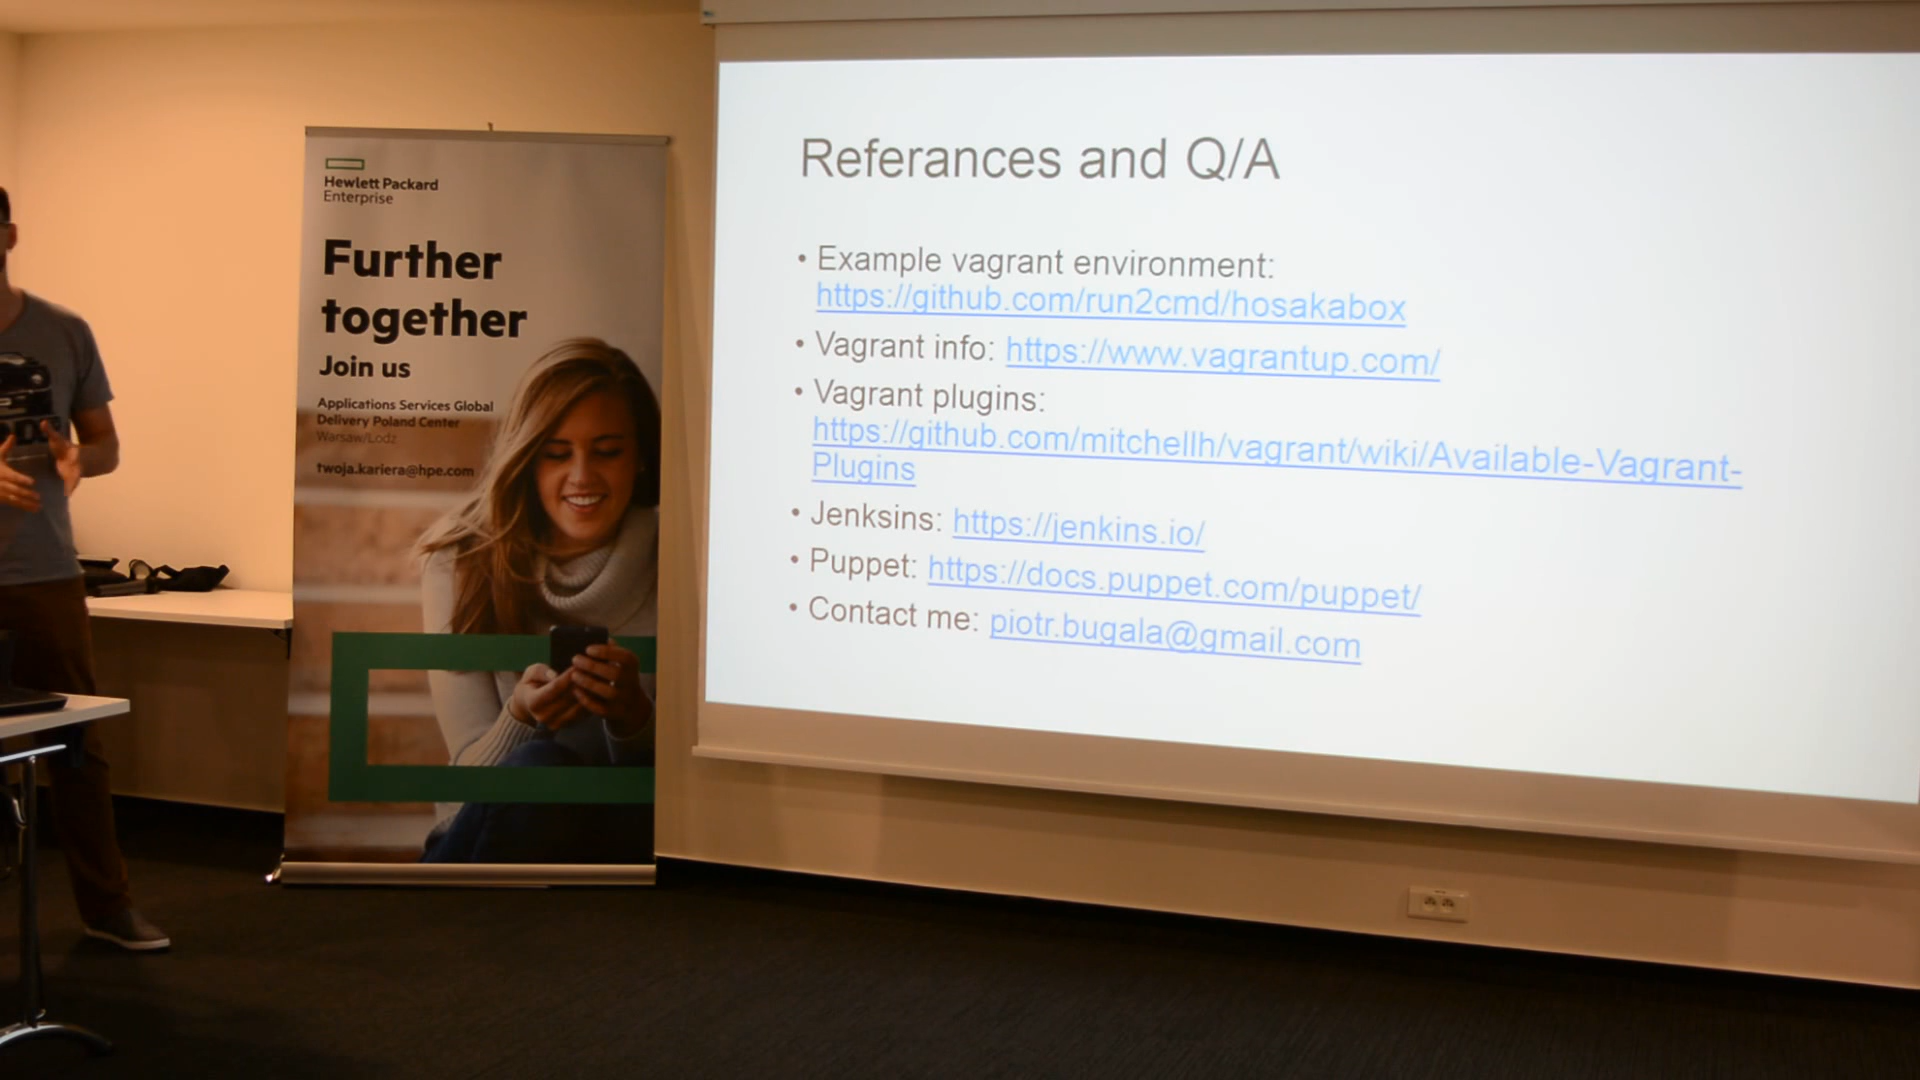 Hewlett Packard
Enterprise
Further
together
Join us
Applications Services Global
Delivery Poland Center
Warsaw/Lodz
twoja.kariera@hpe.com
Referances and Q/A
• Example vagrant environment:
https://github.com/run2cmd/hosakabox
• Vagrant info: https://www.vagrantup.com/
• Vagrant plugins:
https://github.com/mitchellh/vagrant/wiki/Available-Vagrant-
Plugins
• Jenksins: https://jenkins.io/
• Puppet: https://docs.puppet.com/puppet/
• Contact me: piotr.bugala@gmail.com